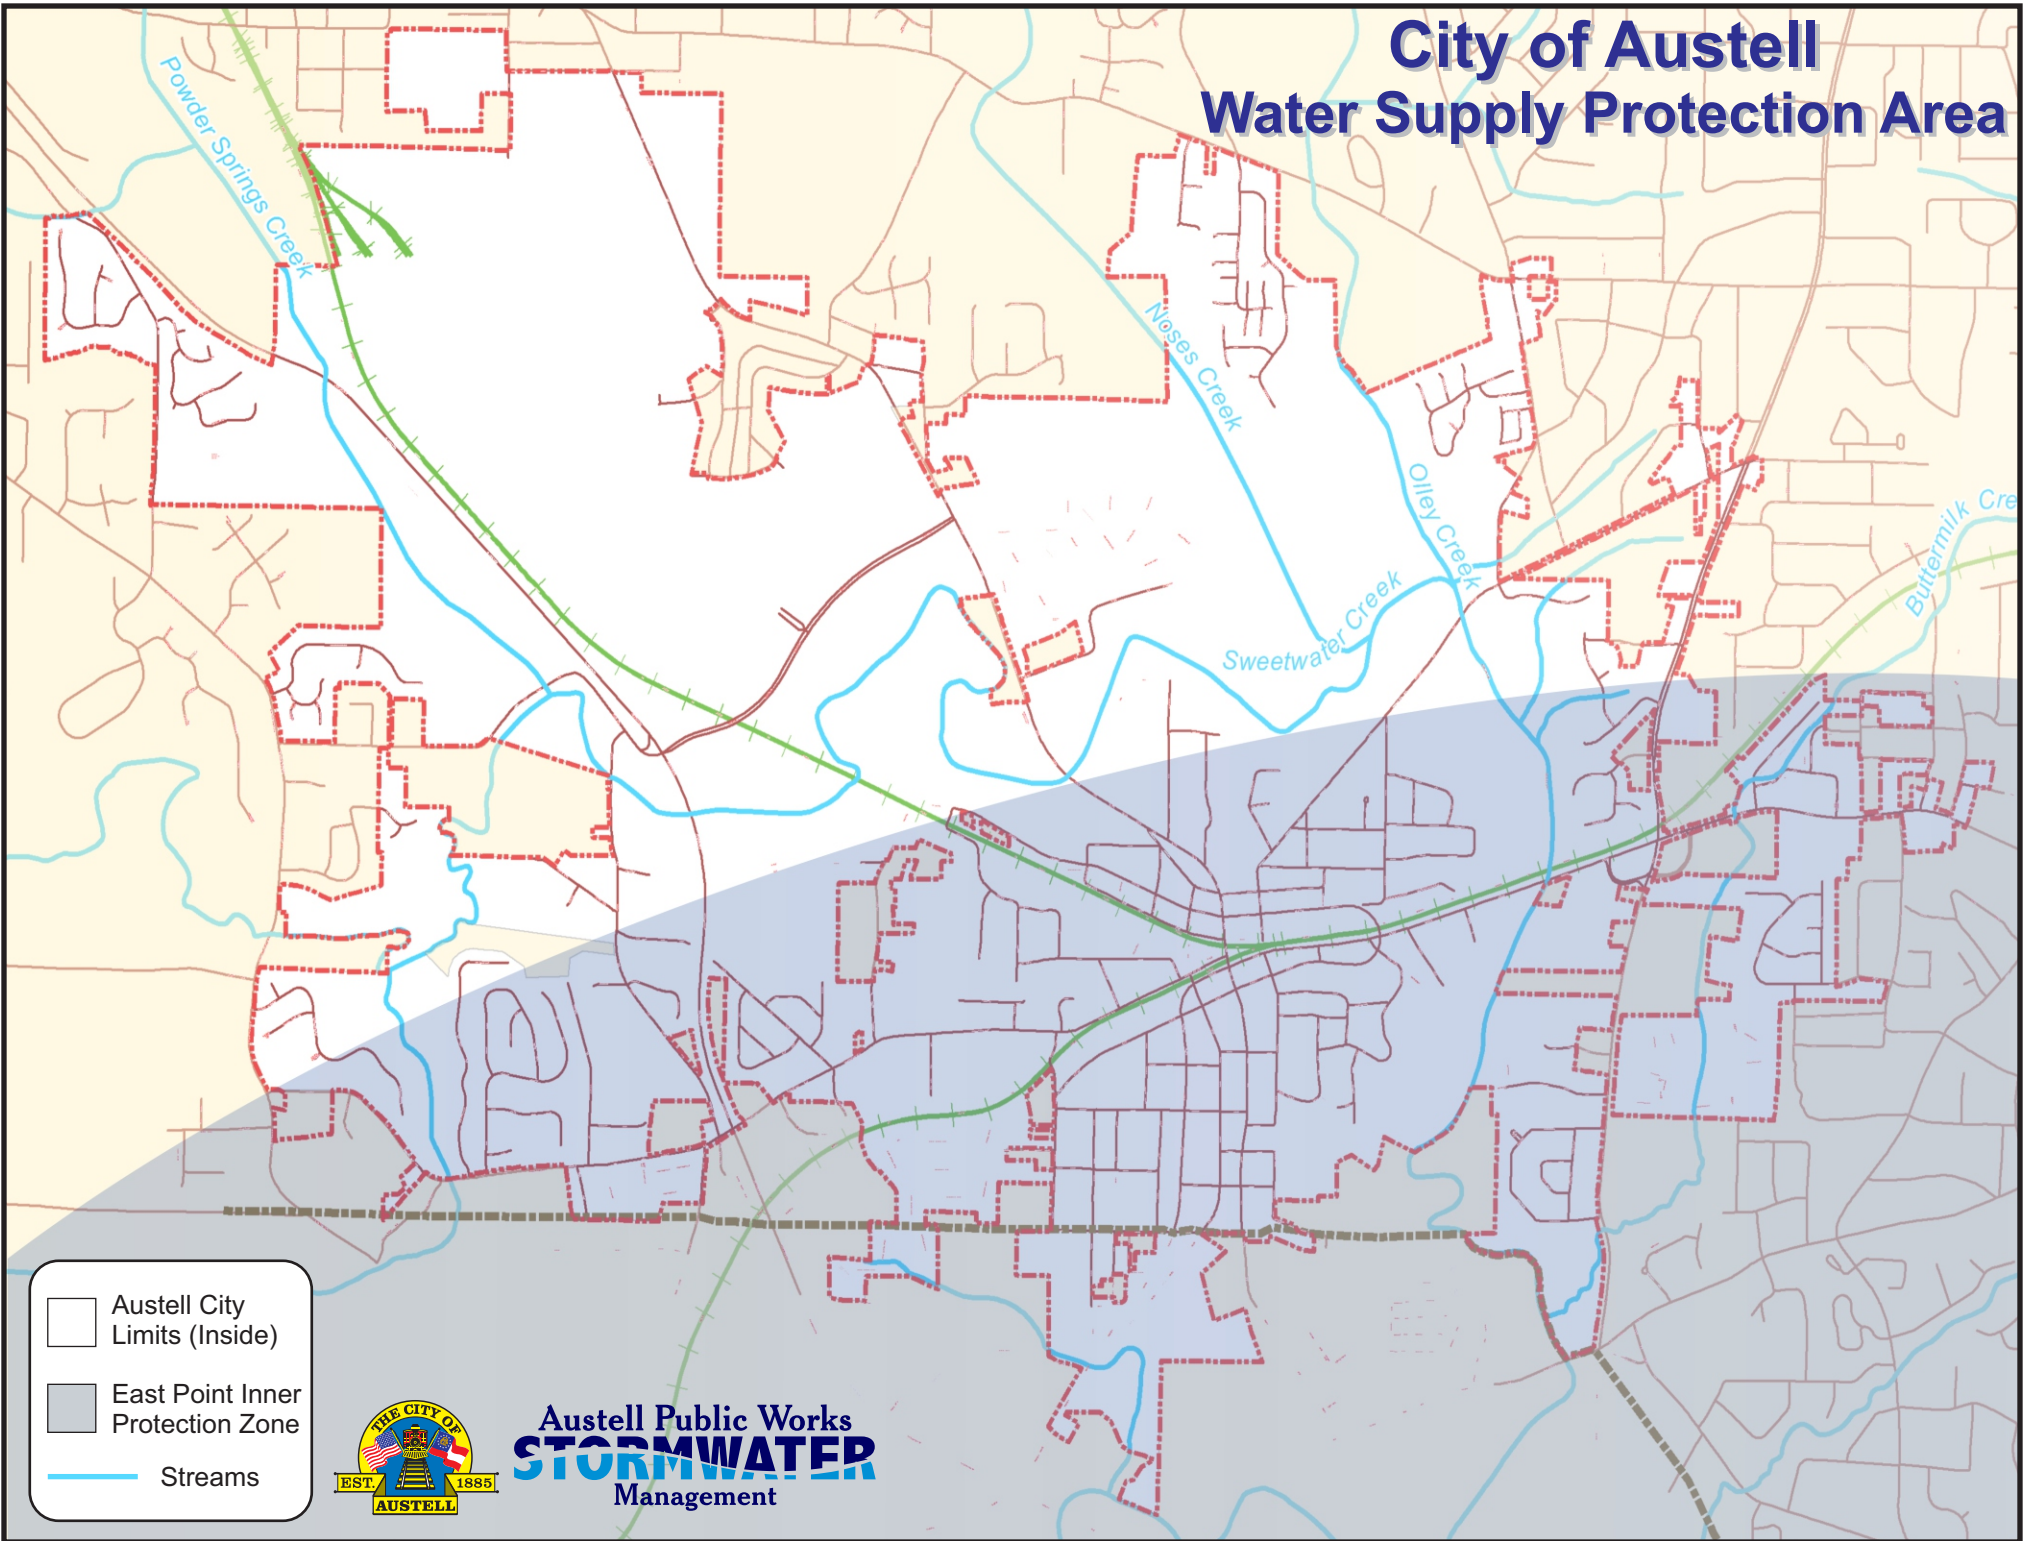 City of Austell
Water Supply Protection Area
Powder Springs Creek
Noses Creek
Olley Creek
Sweetwater Creek
Buttermilk Cre
Austell City
Limits (Inside)
East Point Inner
Protection Zone
Streams
THE CITY OF
EST. 1885
AUSTELL
Austell Public Works
STORMWATER
Management